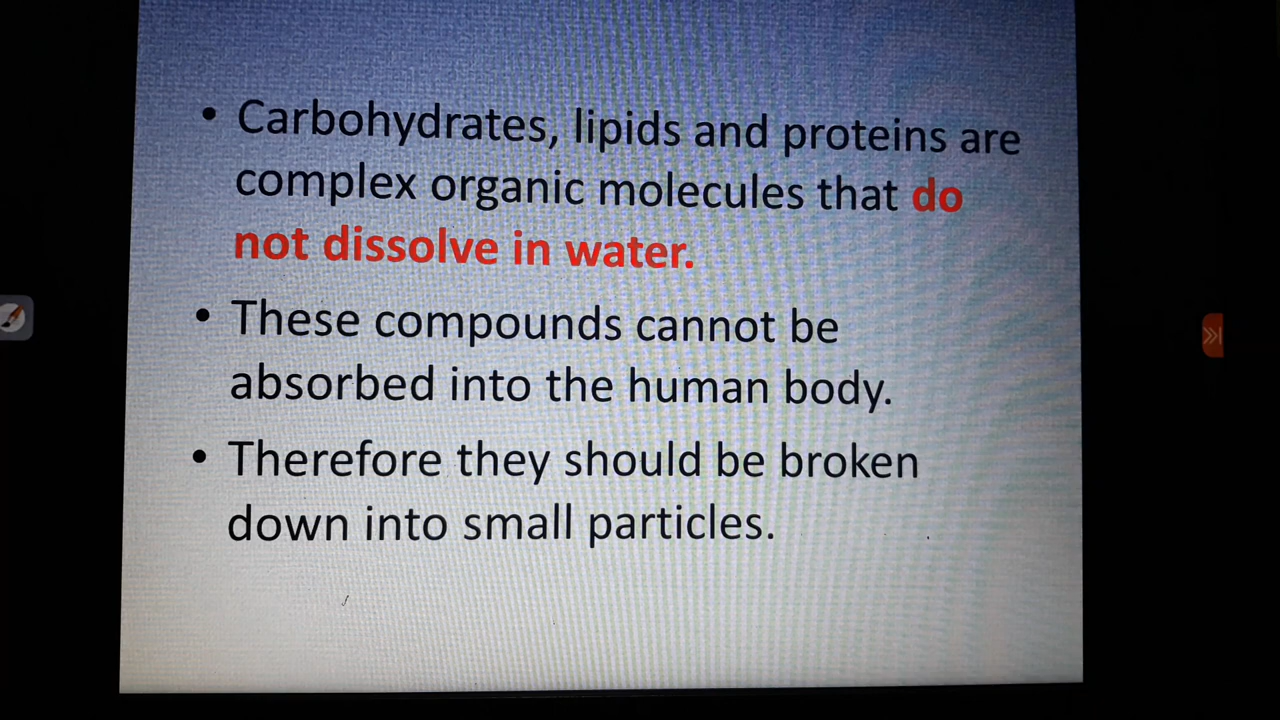 • Carbohydrates, lipids and proteins are
complex organic molecules that do
not dissolve in water.
• These compounds cannot be
absorbed into the human body.
• Therefore they should be broken
down into small particles.